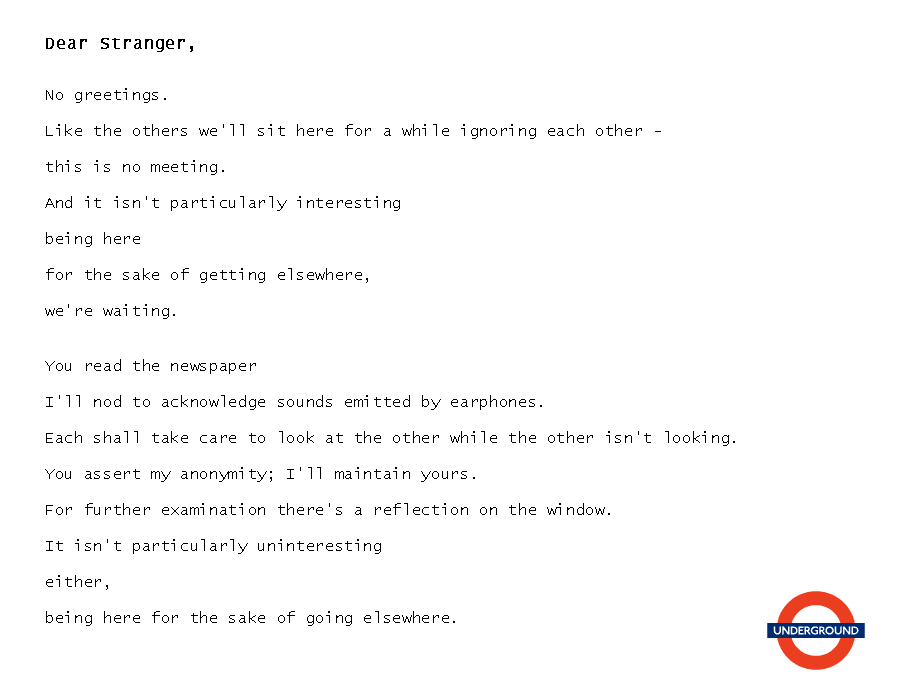 Dear Stranger,
No greetings.
Like the others we'll sit here for a while ignoring each other -
this is no meeting.
And it isn't particularly interesting
being here
for the sake of getting elsewhere,
we're waiting.
You read the newspaper
I'll nod to acknowledge sounds emitted by earphones.
Each shall take care to look at the other while the other isn't looking.
You assert my anonymity; I'll maintain yours.
For further examination there's a reflection on the window.
It isn't particularly uninteresting
either,
being here for the sake of going elsewhere.
UNDERGROUND